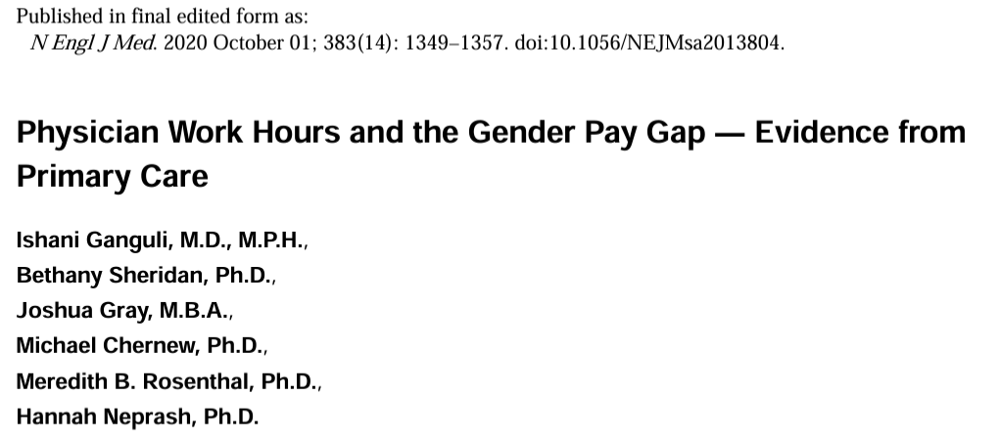 Published in final edited form as:
N Engl J Med. 2020 October 01; 383(14): 1349–1357. doi:10.1056/NEJMsa2013804.
Physician Work Hours and the Gender Pay Gap — Evidence from
Primary Care
Ishani Ganguli, M.D., M.P.H.,
Bethany Sheridan, Ph.D.,
Joshua Gray, M.B.A.,
Michael Chernew, Ph.D.,
Meredith B. Rosenthal, Ph.D.,
Hannah Neprash, Ph.D.